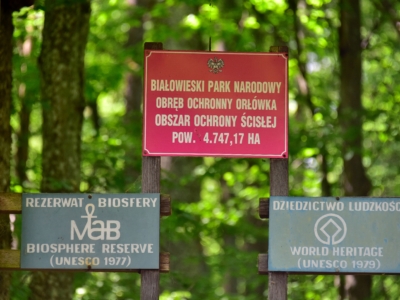 BIAŁOWIESKI PARK NARODOWY
OBRĘB OCHRONNY ORŁÓWKA
OBSZAR OCHRONY ŚCISŁEJ
POW. 4.747,17 HA
REZERWAT BIOSFERY
MAB
BIOSPHERE RESERVE
(UNESCO 1977)
DZIEDZICTWO LUDZKOŚC
WORLD HERITAGE
(UNESCO 1979)